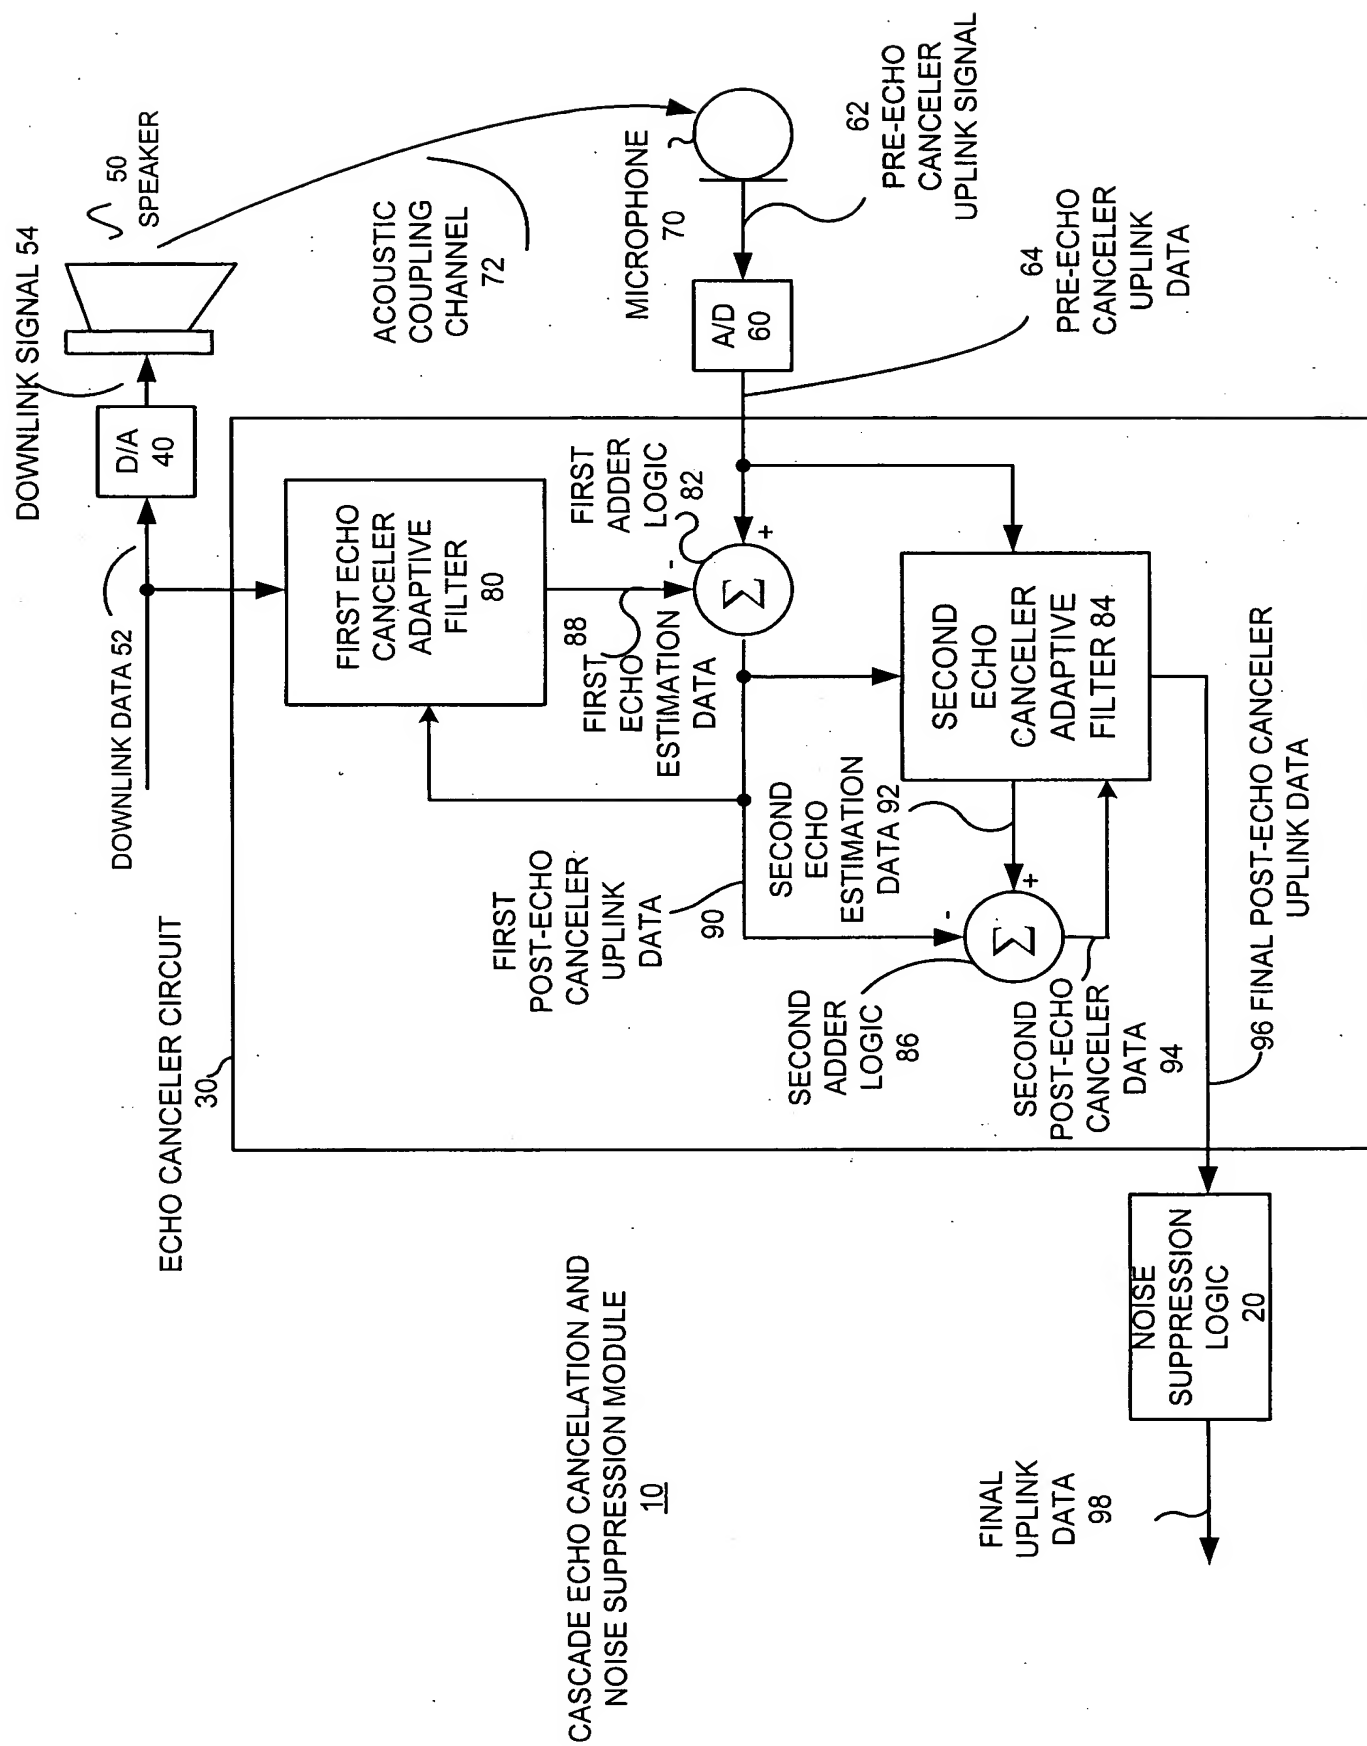 DOWNLINK SIGNAL 54
50
SPEAKER
D/A
40
DOWNLINK DATA 52
ACOUSTIC
COUPLING
CHANNEL
72
MICROPHONE
70
62
PRE-ECHO
CANCELER
UPLINK SIGNAL
A/D
60
64
PRE-ECHO
CANCELER
UPLINK
DATA
ECHO CANCELER CIRCUIT
30
FIRST ECHO
CANCELER
ADAPTIVE
FILTER
80
FIRST
ADDER
LOGIC
82
-
+
Σ
88
FIRST
ECHO
ESTIMATION
DATA
FIRST
POST-ECHO
CANCELER
UPLINK
DATA
90
SECOND
ECHO
CANCELER
ADAPTIVE
FILTER 84
SECOND
ECHO
ESTIMATION
DATA 92
-
+
Σ
SECOND
ADDER
LOGIC
86
SECOND
POST-ECHO
CANCELER
DATA
94
96 FINAL POST-ECHO CANCELER
UPLINK DATA
NOISE
SUPPRESSION
LOGIC
20
FINAL
UPLINK
DATA
98
CASCADE ECHO CANCELATION AND
NOISE SUPPRESSION MODULE
10